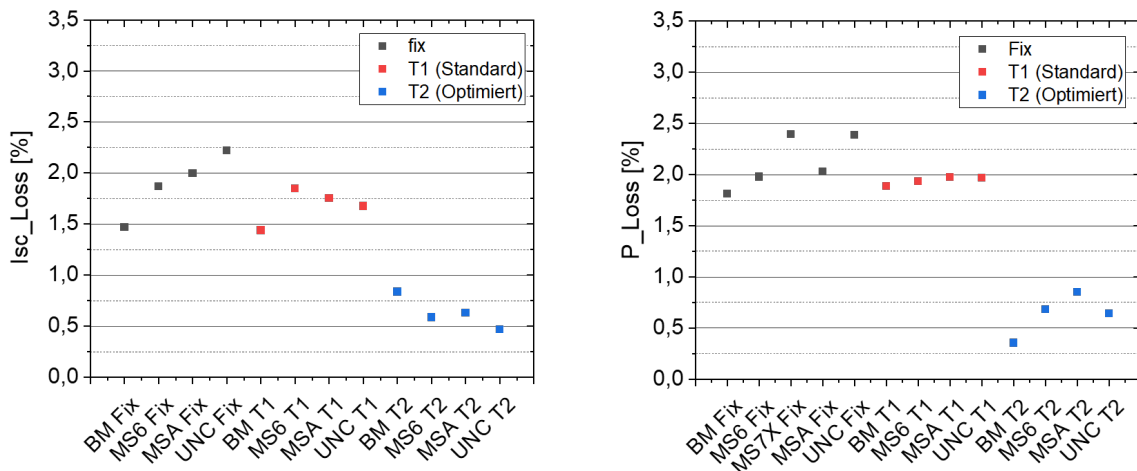 3,5
3,0
2,5
2,0
1,5
1,0
0,5
0,0
Isc_Loss [%]
fix
T1 (Standard)
T2 (Optimiert)
BM Fix
MS6 Fix
MSA Fix
UNC Fix
BM T1
MS6 T1
MSA T1
UNC T1
BM T2
MS6 T2
MSA T2
UNC T2
3,5
3,0
2,5
2,0
1,5
1,0
0,5
0,0
P_Loss [%]
Fix
T1 (Standard)
T2 (Optimiert)
BM Fix
MS6 Fix
MS7X Fix
MSA Fix
UNC Fix
BM T1
MS6 T1
MSA T1
UNC T1
BM T2
MS6 T2
MSA T2
UNC T2